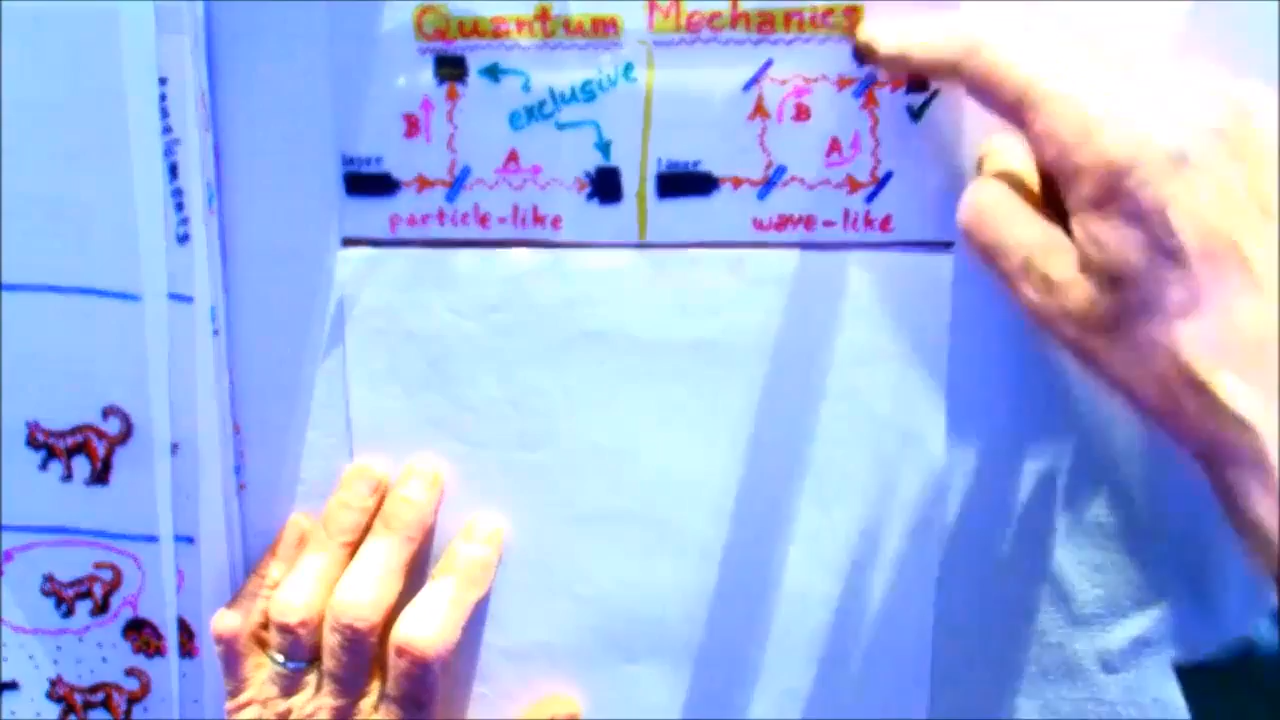 Quantum Mechanics
exclusive
B
Laser
A
particle-like
B
A
Laser
wave-like